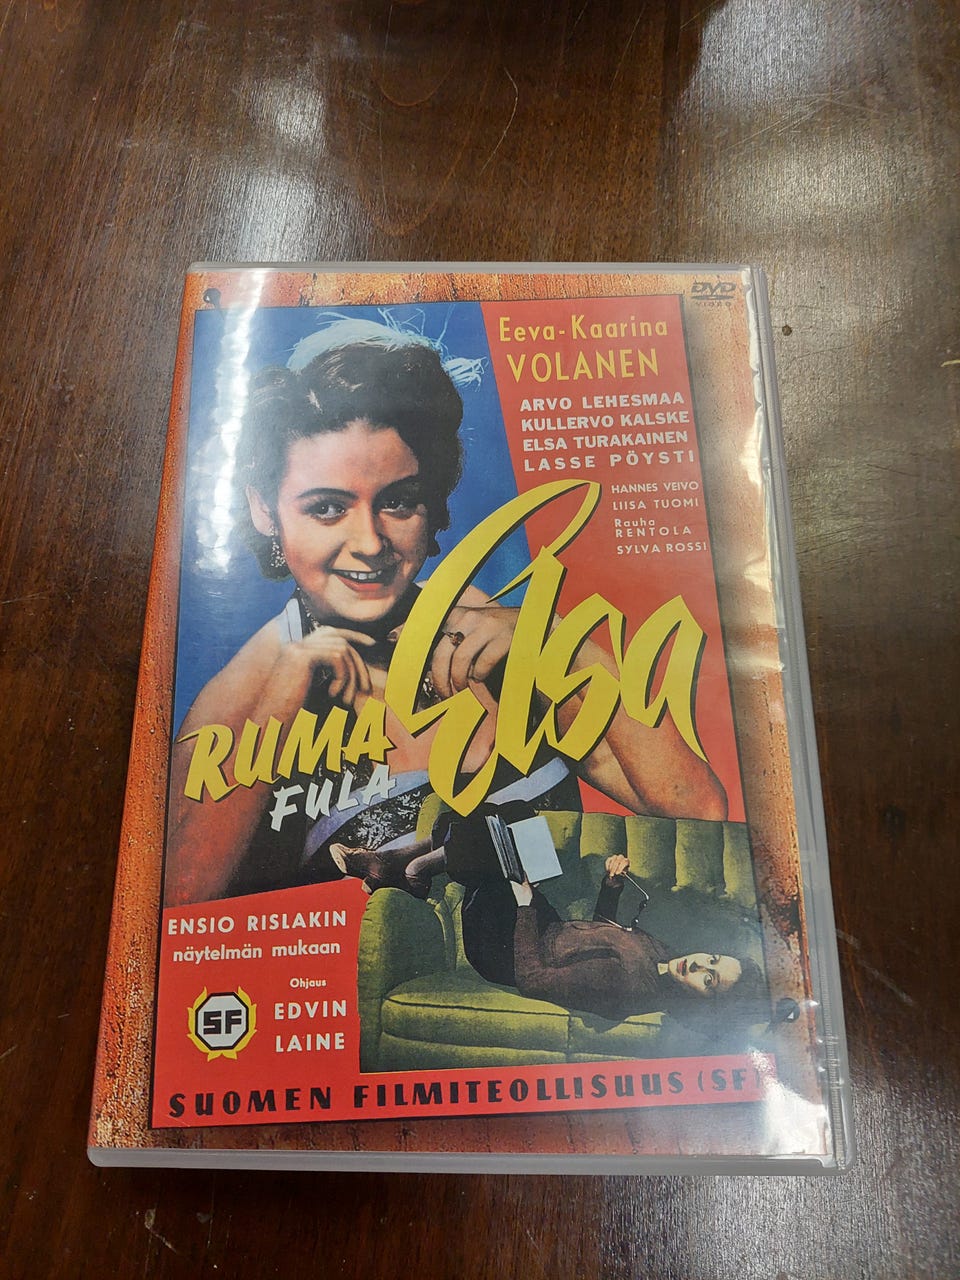 DVD
VIDEO
Eeva-Kaarina
VOLANEN
ARVO LEHESMAA
KULLERVO KALSKE
ELSA TURAKAINEN
LASSE PÖYSTI
HANNES VEIVO
LIISA TUOMI
Rauha
RENTOLA
SYLVA ROSSI
RUMA Elsa
FULA
ENSIO RISLAKIN
näytelmän mukaan
Ohjaus
EDVIN
LAINE
SF
SUOMEN FILMITEOLLISUUS (SF)